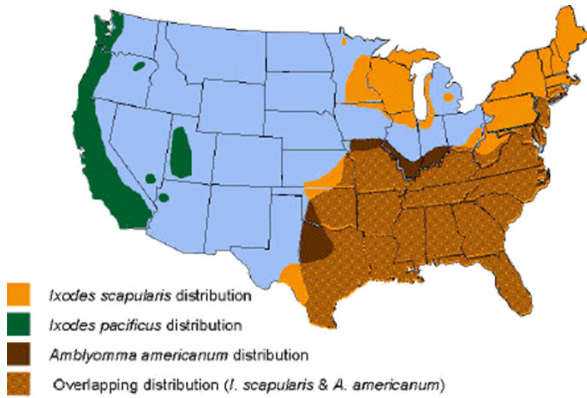 Ixodes scapularis distribution
Ixodes pacificus distribution
Amblyomma americanum distribution
Overlapping distribution (I. scapularis & A. americanum)